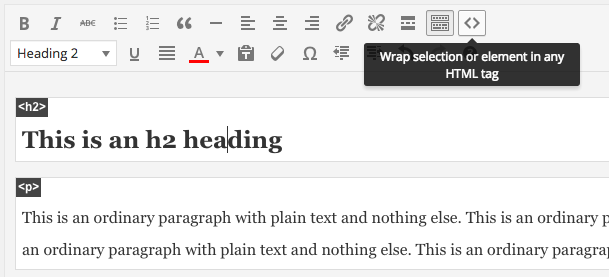 B I ABC
Heading 2 U A Ω
Wrap selection or element in any
HTML tag
<h2>
This is an h2 heading
<p>
This is an ordinary paragraph with plain text and nothing else. This is an ordinary p
an ordinary paragraph with plain text and nothing else. This is an ordinary paragra